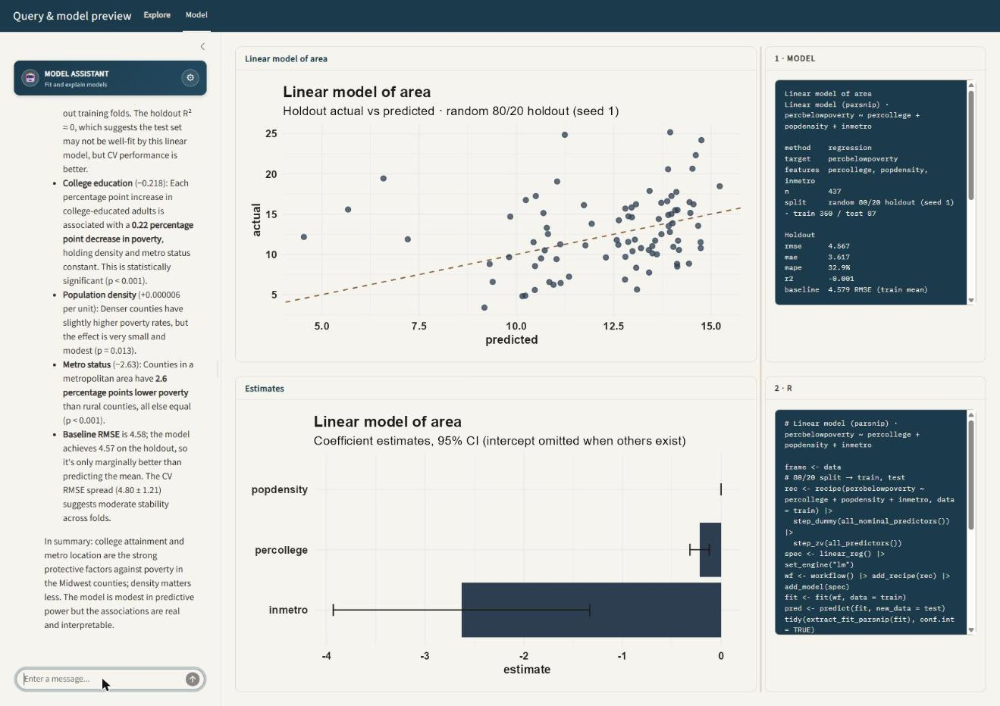 Query & model preview
Explore
Model
MODEL ASSISTANT
Fit and explain models
out training folds. The holdout R²
≈ 0, which suggests the test set
may not be well-fit by this linear
model, but CV performance is
better.
• College education (−0.218): Each
percentage point increase in
college-educated adults is
associated with a 0.22 percentage
point decrease in poverty,
holding density and metro status
constant. This is statistically
significant (p < 0.001).
• Population density (+0.000006
per unit): Denser counties have
slightly higher poverty rates, but
the effect is very small and
modest (p = 0.013).
• Metro status (−2.63): Counties in a
metropolitan area have 2.6
percentage points lower poverty
than rural counties, all else equal
(p < 0.001).
• Baseline RMSE is 4.58; the model
achieves 4.57 on the holdout, so
it's only marginally better than
predicting the mean. The CV
RMSE spread (4.80 ± 1.21)
suggests moderate stability
across folds.
In summary: college attainment and
metro location are the strong
protective factors against poverty in
the Midwest counties; density matters
less. The model is modest in predictive
power but the associations are real
and interpretable.
Enter a message...
Linear model of area
Linear model of area
Holdout actual vs predicted · random 80/20 holdout (seed 1)
25
20
15
10
5
actual
5.0
7.5
10.0
12.5
15.0
predicted
Estimates
Linear model of area
Coefficient estimates, 95% CI (intercept omitted when others exist)
popdensity
percollege
inmetro
-4
-3
-2
-1
0
estimate
1 · MODEL
Linear model of area
Linear model (parsnip) ·
percbelowpoverty ~ percollege +
popdensity + inmetro
method regression
target percbelowpoverty
features percollege, popdensity,
inmetro
n 437
split random 80/20 holdout (seed 1)
· train 350 / test 87
Holdout
rmse 4.567
mae 3.617
mape 32.9%
r2 -0.001
baseline 4.579 RMSE (train mean)
2 · R
# Linear model (parsnip) ·
percbelowpoverty ~ percollege +
popdensity + inmetro
frame <- data
# 80/20 split → train, test
rec <- recipe(percbelowpoverty ~
percollege + popdensity + inmetro, data
= train) |>
step_dummy(all_nominal_predictors())
|>
step_zv(all_predictors())
spec <- linear_reg() |>
set_engine("lm")
wf <- workflow() |> add_recipe(rec) |>
add_model(spec)
fit <- fit(wf, data = train)
pred <- predict(fit, new_data = test)
tidy(extract_fit_parsnip(fit), conf.int
= TRUE)